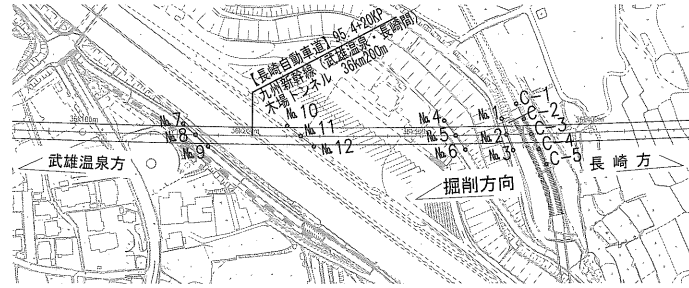 【長崎自動車道】95.4+20KP
九州新幹線（武雄温泉・長崎間）
木場トンネル　36km200m
№7
№8
№9
№10
№11
№12
№4
№5
№6
№1
№2
№3
C-1
C-2
C-3
C-4
C-5
36k100m
武雄温泉方
長崎方
掘削方向